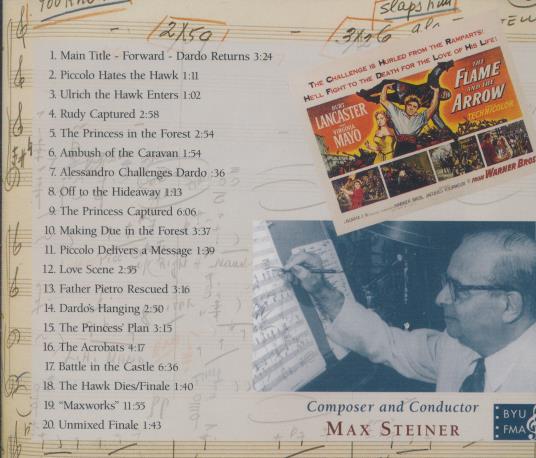 2x59
3x26
slapshun
1. Main Title - Forward - Dardo Returns 3:24
2. Piccolo Hates the Hawk 1:11
3. Ulrich the Hawk Enters 1:02
4. Rudy Captured 2:58
5. The Princess in the Forest 2:54
6. Ambush of the Caravan 1:54
7. Alessandro Challenges Dardo :36
8. Off to the Hideaway 1:13
9. The Princess Captured 6:06
10. Making Due in the Forest 3:37
11. Piccolo Delivers a Message 1:39
12. Love Scene 2:55
13. Father Pietro Rescued 3:16
14. Dardo's Hanging 2:50
15. The Princess' Plan 3:15
16. The Acrobats 4:17
17. Battle in the Castle 6:36
18. The Hawk Dies/Finale 1:40
19. "Maxworks" 11:55
20. Unmixed Finale 1:43
THE CHALLENGE IS HURLED FROM THE RAMPARTS!
HE'LL FIGHT TO THE DEATH FOR THE LOVE OF HIS LIFE!
BURT
LANCASTER
AND
VIRGINIA
MAYO
THE
FLAME
AND THE
ARROW
TECHNICOLOR
FROM WARNER BROS.
Composer and Conductor
MAX STEINER
BYU
FMA